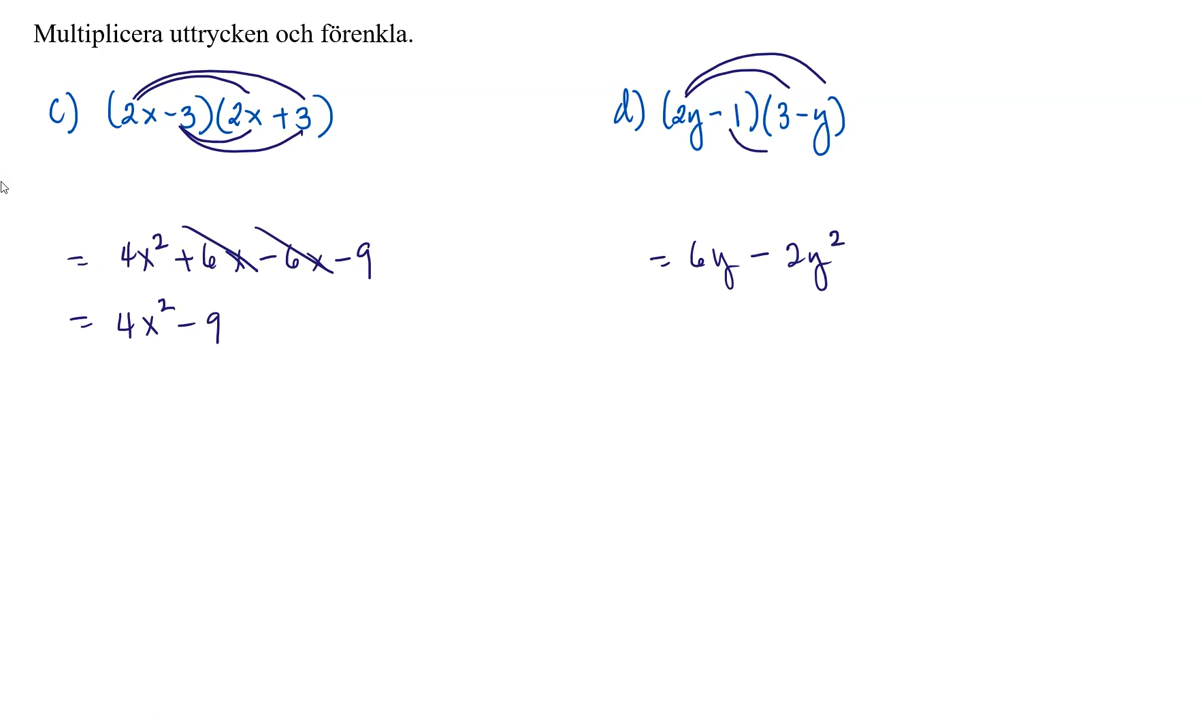 Multiplicera uttrycken och förenkla.
c) (2x-3)(2x+3)
= 4x² + 6x - 6x - 9
= 4x² - 9
d) (2y-1)(3-y)
= 6y - 2y²